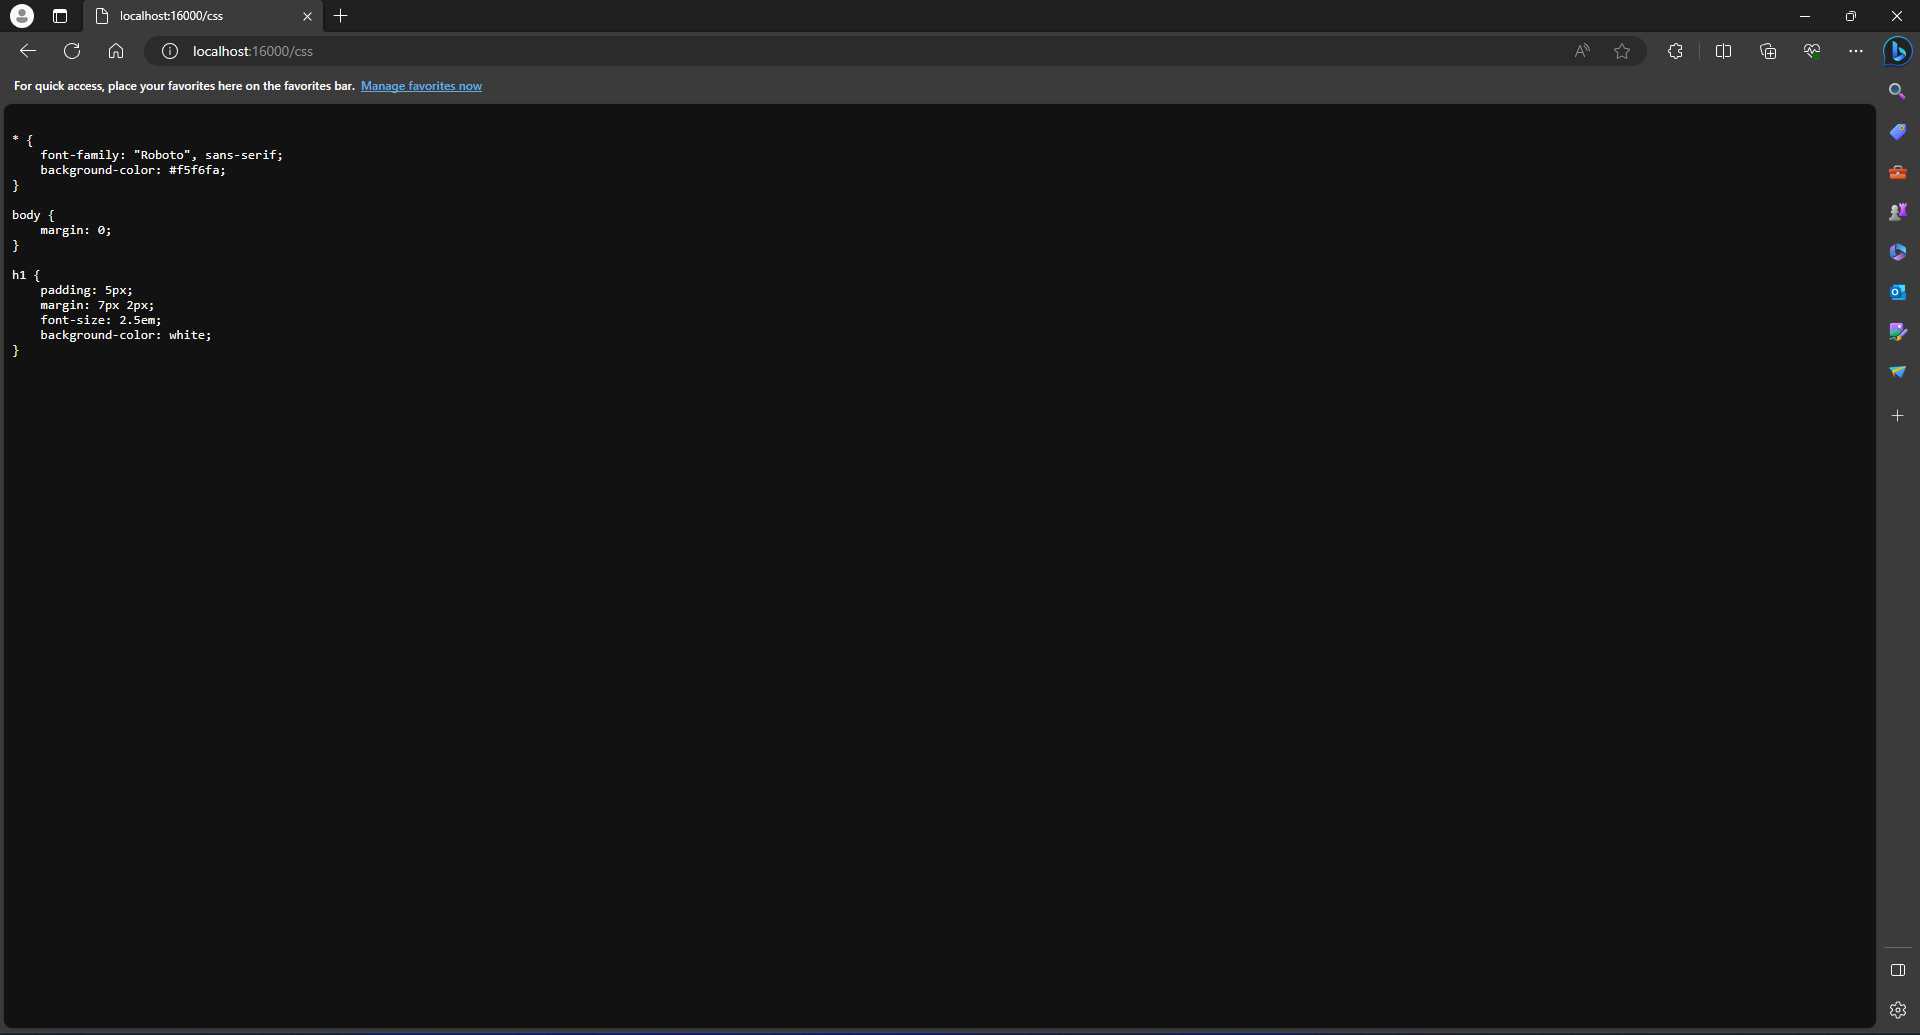 localhost:16000/css
localhost:16000/css
For quick access, place your favorites here on the favorites bar. Manage favorites now
* {
    font-family: "Roboto", sans-serif;
    background-color: #f5f6fa;
}
body {
    margin: 0;
}
h1 {
    padding: 5px;
    margin: 7px 2px;
    font-size: 2.5em;
    background-color: white;
}